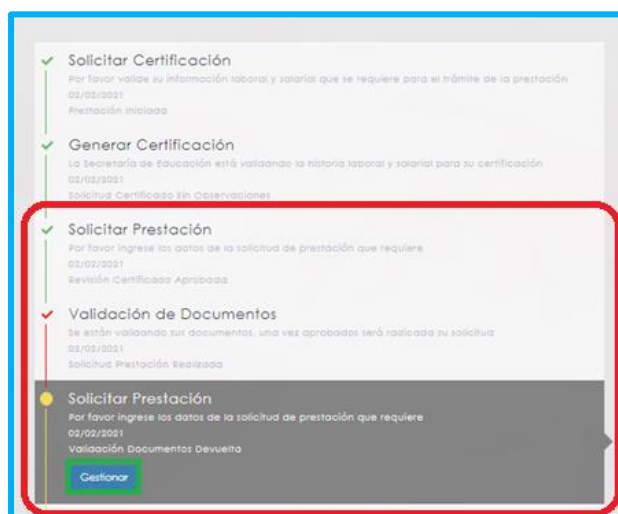 Solicitar Certificación
Por favor valide su información laboral y salarial que se requiere para el trámite de la prestación
02/02/2021
Prestación Iniciada
Generar Certificación
La Secretaría de Educación está validando la historia laboral y salarial para su certificación
02/02/2021
Solicitud Certificado Sin Observaciones
Solicitar Prestación
Por favor ingrese los datos de la solicitud de prestación que requiere
02/02/2021
Revisión Certificado Aprobada
Validación de Documentos
Se están validando sus documentos, una vez aprobados será radicada su solicitud
02/02/2021
Solicitud Prestación Realizada
Solicitar Prestación
Por favor ingrese los datos de la solicitud de prestación que requiere
02/02/2021
Validación Documentos Devuelta
Gestionar